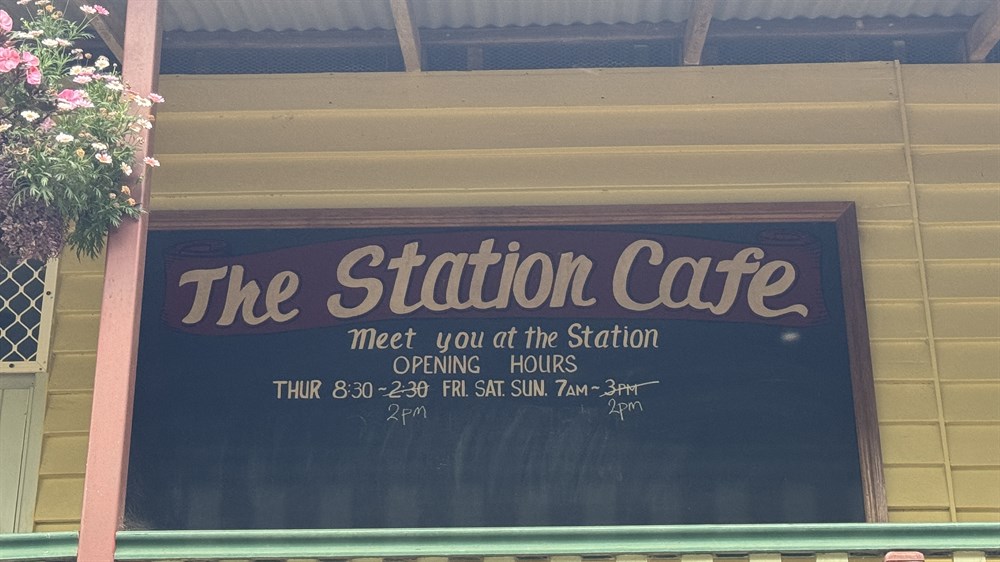 The Station Cafe
Meet you at the Station
OPENING HOURS
THUR 8:30 ~ 2-30 FRI. SAT. SUN. 7AM ~ 3PM
2pm 2pm